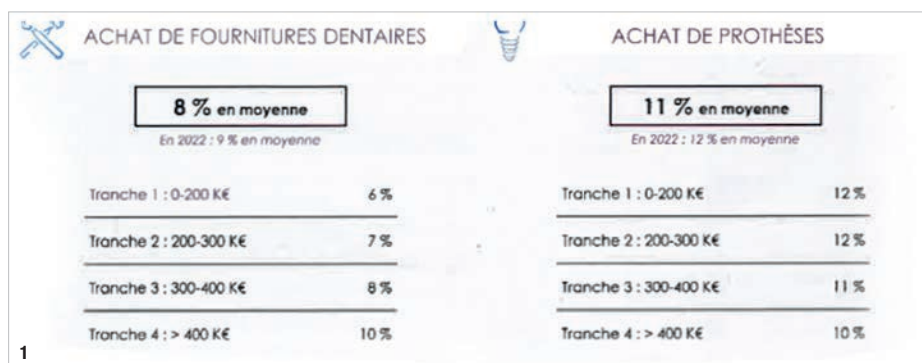 ACHAT DE FOURNITURES DENTAIRES
8 % en moyenne
En 2022 : 9 % en moyenne
Tranche 1 : 0-200 K€ 6 %
Tranche 2 : 200-300 K€ 7 %
Tranche 3 : 300-400 K€ 8 %
Tranche 4 : > 400 K€ 10 %
ACHAT DE PROTHÈSES
11 % en moyenne
En 2022 : 12 % en moyenne
Tranche 1 : 0-200 K€ 12 %
Tranche 2 : 200-300 K€ 12 %
Tranche 3 : 300-400 K€ 11 %
Tranche 4 : > 400 K€ 10 %
1